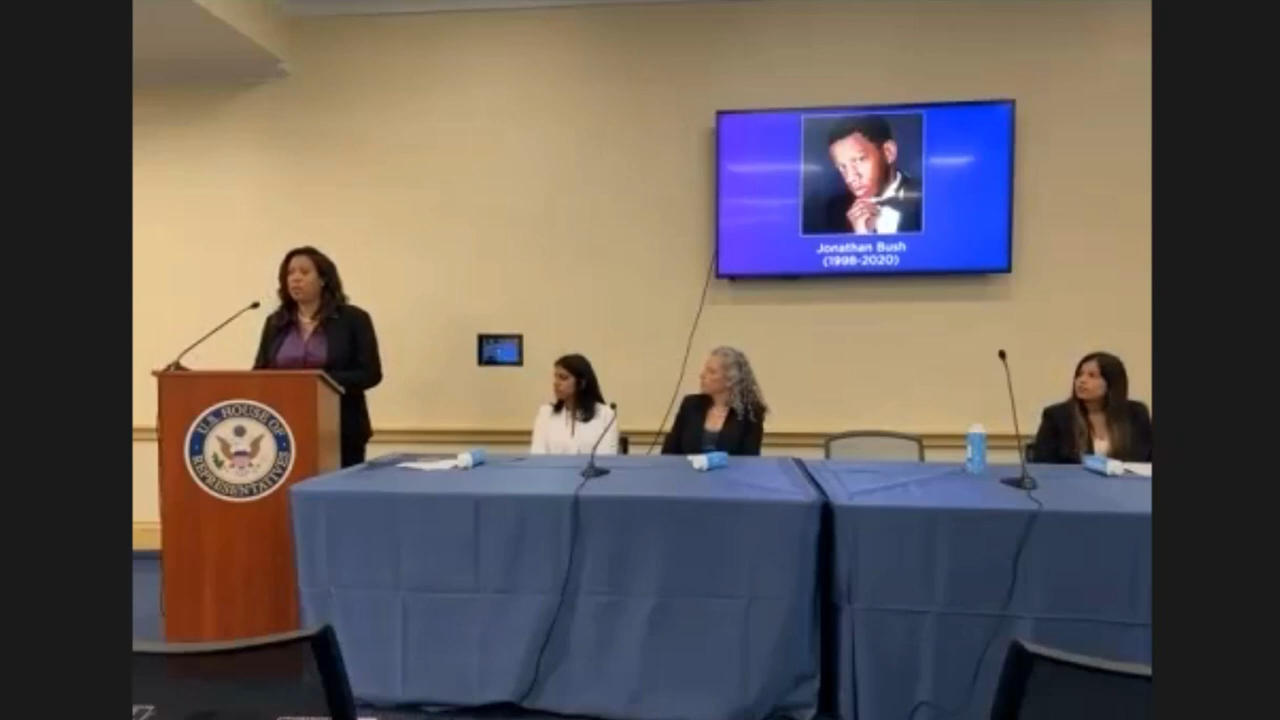 Jonathan Bush
(1998-2020)
U.S. HOUSE OF
REPRESENTATIVES